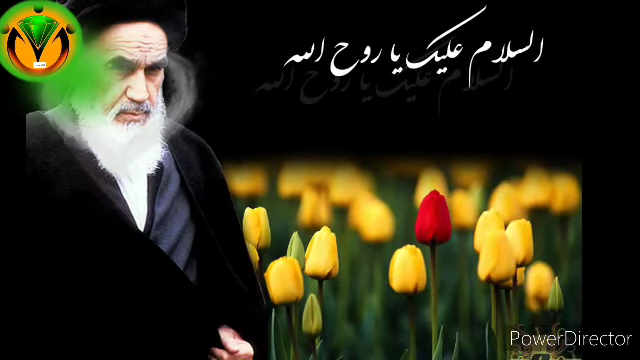 السلام علیک یا روح الله
PowerDirector